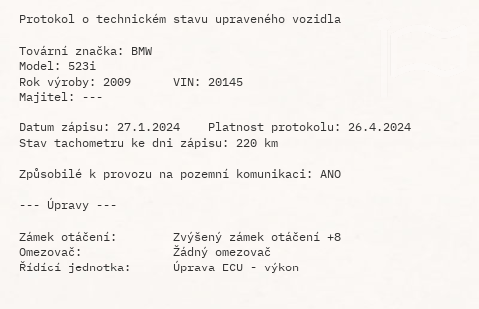 Protokol o technickém stavu upraveného vozidla
Tovární značka: BMW
Model: 523i
Rok výroby: 2009 VIN: 20145
Majitel: ---
Datum zápisu: 27.1.2024 Platnost protokolu: 26.4.2024
Stav tachometru ke dni zápisu: 220 km
Způsobilé k provozu na pozemní komunikaci: ANO
--- Úpravy ---
Zámek otáčení: Zvýšený zámek otáčení +8
Omezovač: Žádný omezovač
Řídící jednotka: Úprava ECU - výkon